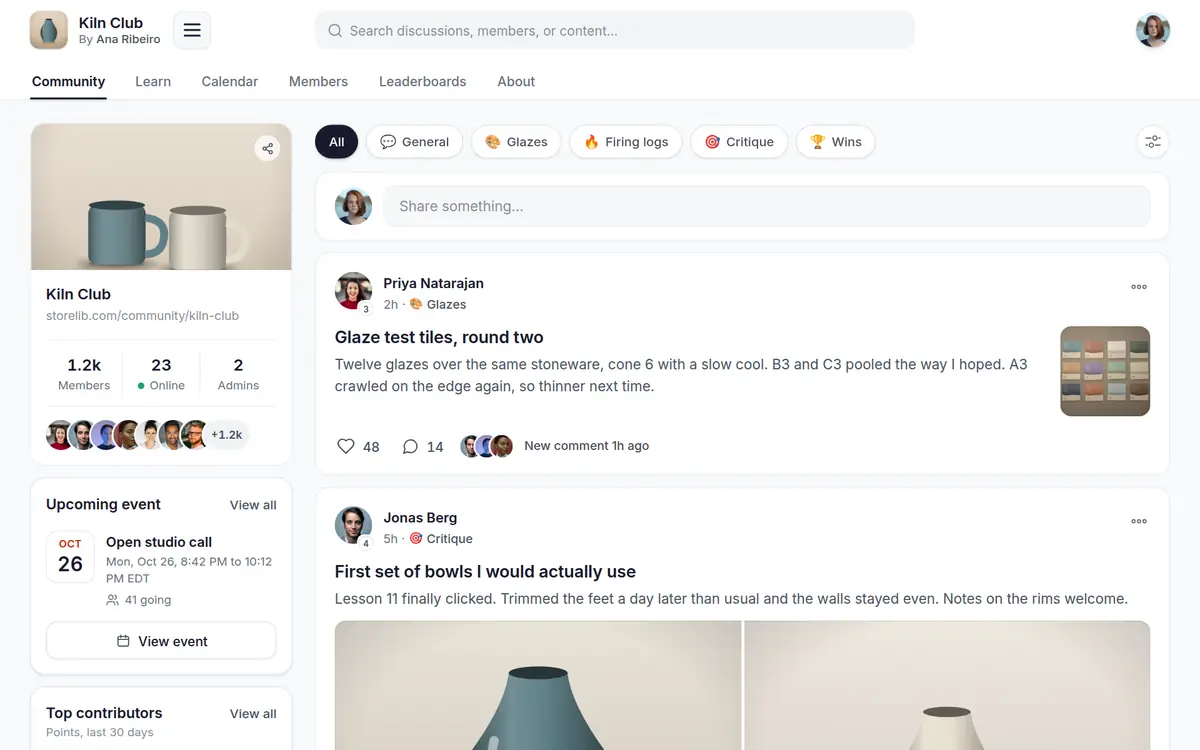 Kiln Club
By Ana Ribeiro
Search discussions, members, or content...
Community
Learn
Calendar
Members
Leaderboards
About
Kiln Club
storelib.com/community/kiln-club
1.2k
Members
23
Online
2
Admins
+1.2k
Upcoming event
View all
OCT
26
Open studio call
Mon, Oct 26, 8:42 PM to 10:12
PM EDT
41 going
View event
Top contributors
View all
Points, last 30 days
All
General
Glazes
Firing logs
Critique
Wins
Share something...
Priya Natarajan
3
2h · Glazes
Glaze test tiles, round two
Twelve glazes over the same stoneware, cone 6 with a slow cool. B3 and C3 pooled the way I hoped. A3
crawled on the edge again, so thinner next time.
48
14
New comment 1h ago
Jonas Berg
4
5h · Critique
First set of bowls I would actually use
Lesson 11 finally clicked. Trimmed the feet a day later than usual and the walls stayed even. Notes on the rims welcome.